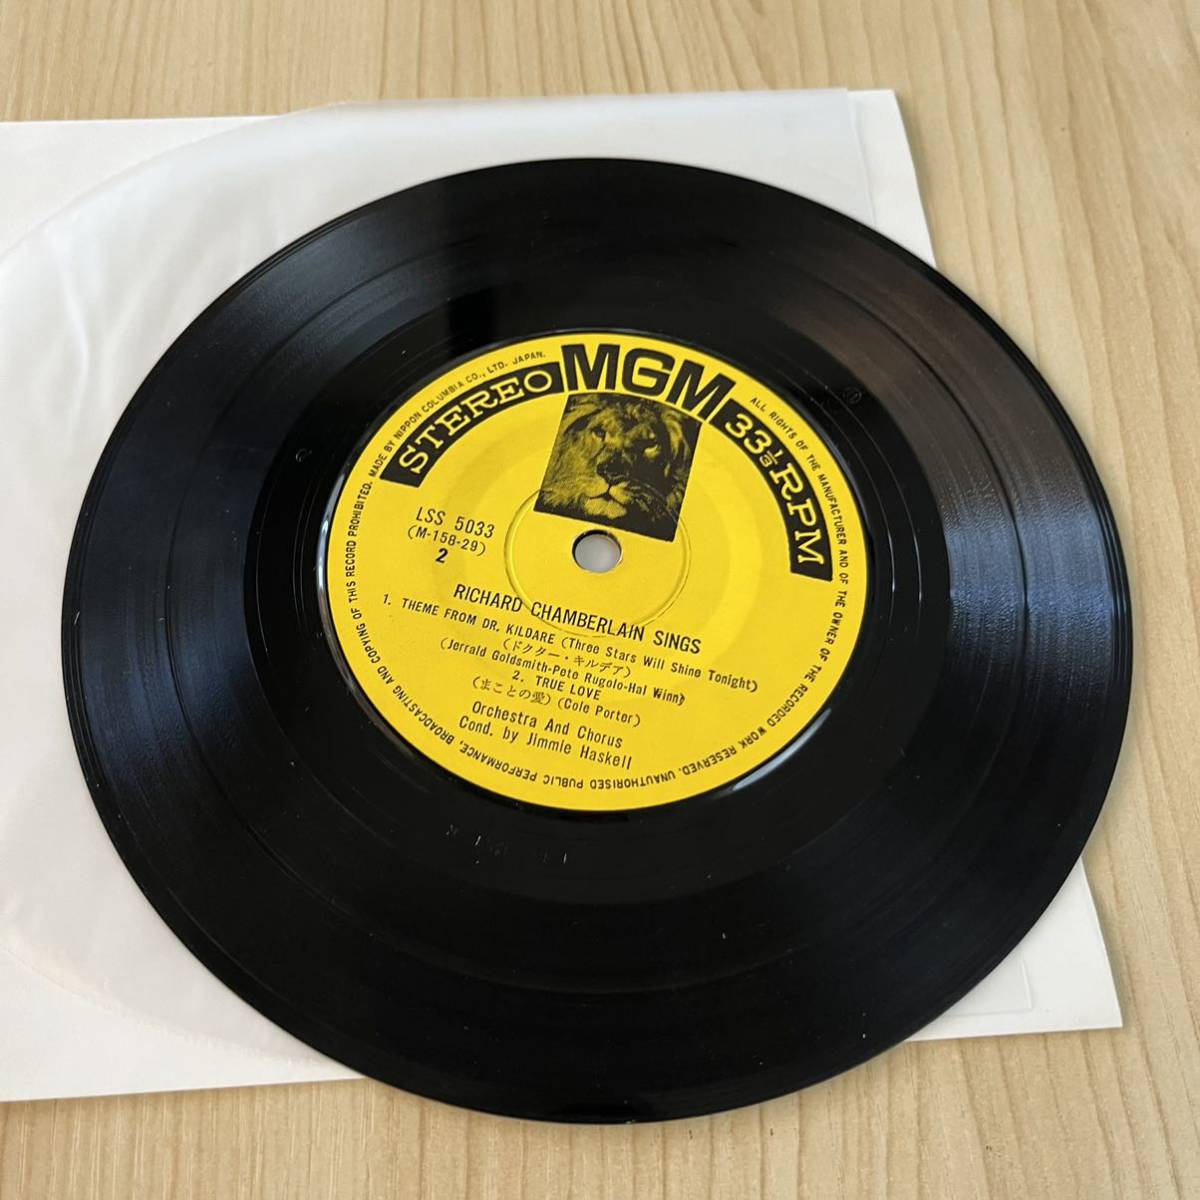 MADE BY NIPPON COLUMBIA CO., LTD. JAPAN.
STEREO MGM 33 1/3 RPM
ALL RIGHTS OF THE MANUFACTURER AND OF THE OWNER OF THE RECORDED WORK RESERVED. UNAUTHORISED PUBLIC PERFORMANCE, BROADCASTING AND COPYING OF THIS RECORD PROHIBITED.
LSS 5033
(M-158-29)
2
RICHARD CHAMBERLAIN SINGS
1. THEME FROM DR. KILDARE (Three Stars Will Shine Tonight)
(ドクター・キルデア)
(Jerrald Goldsmith-Pete Rugolo-Hal Winn)
2. TRUE LOVE
(まことの愛) (Cole Porter)
Orchestra And Chorus
Cond. by Jimmie Haskell